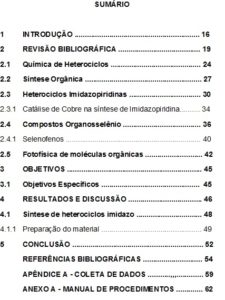 SUMÁRIO
1 INTRODUÇÃO ........................................................ 16
2 REVISÃO BIBLIOGRÁFICA ..................................... 19
2.1 Química de Heterociclos ..................................... 24
2.2 Síntese Orgânica ................................................. 27
2.3 Heterociclos Imidazopiridinas ............................. 30
2.3.1 Catálise de Cobre na síntese de Imidazopiridina......... 34
2.4 Compostos Organosselênio ................................ 36
2.4.1 Selenofenos ......................................................... 40
2.5 Fotofísica de moléculas orgânicas ...................... 42
3 OBJETIVOS ........................................................... 45
3.1 Objetivos Específicos .......................................... 45
4 RESULTADOS E DISCUSSÃO .............................. 46
4.1 Síntese de heterociclos imidazo ......................... 48
4.1.1 Preparação do material ........................................ 49
5 CONCLUSÃO ........................................................ 52
REFERÊNCIAS BIBLIOGRÁFICAS ........................ 54
APÊNDICE A - COLETA DE DADOS ...................... 59
ANEXO A - MANUAL DE PROCEDIMENTOS ............ 62